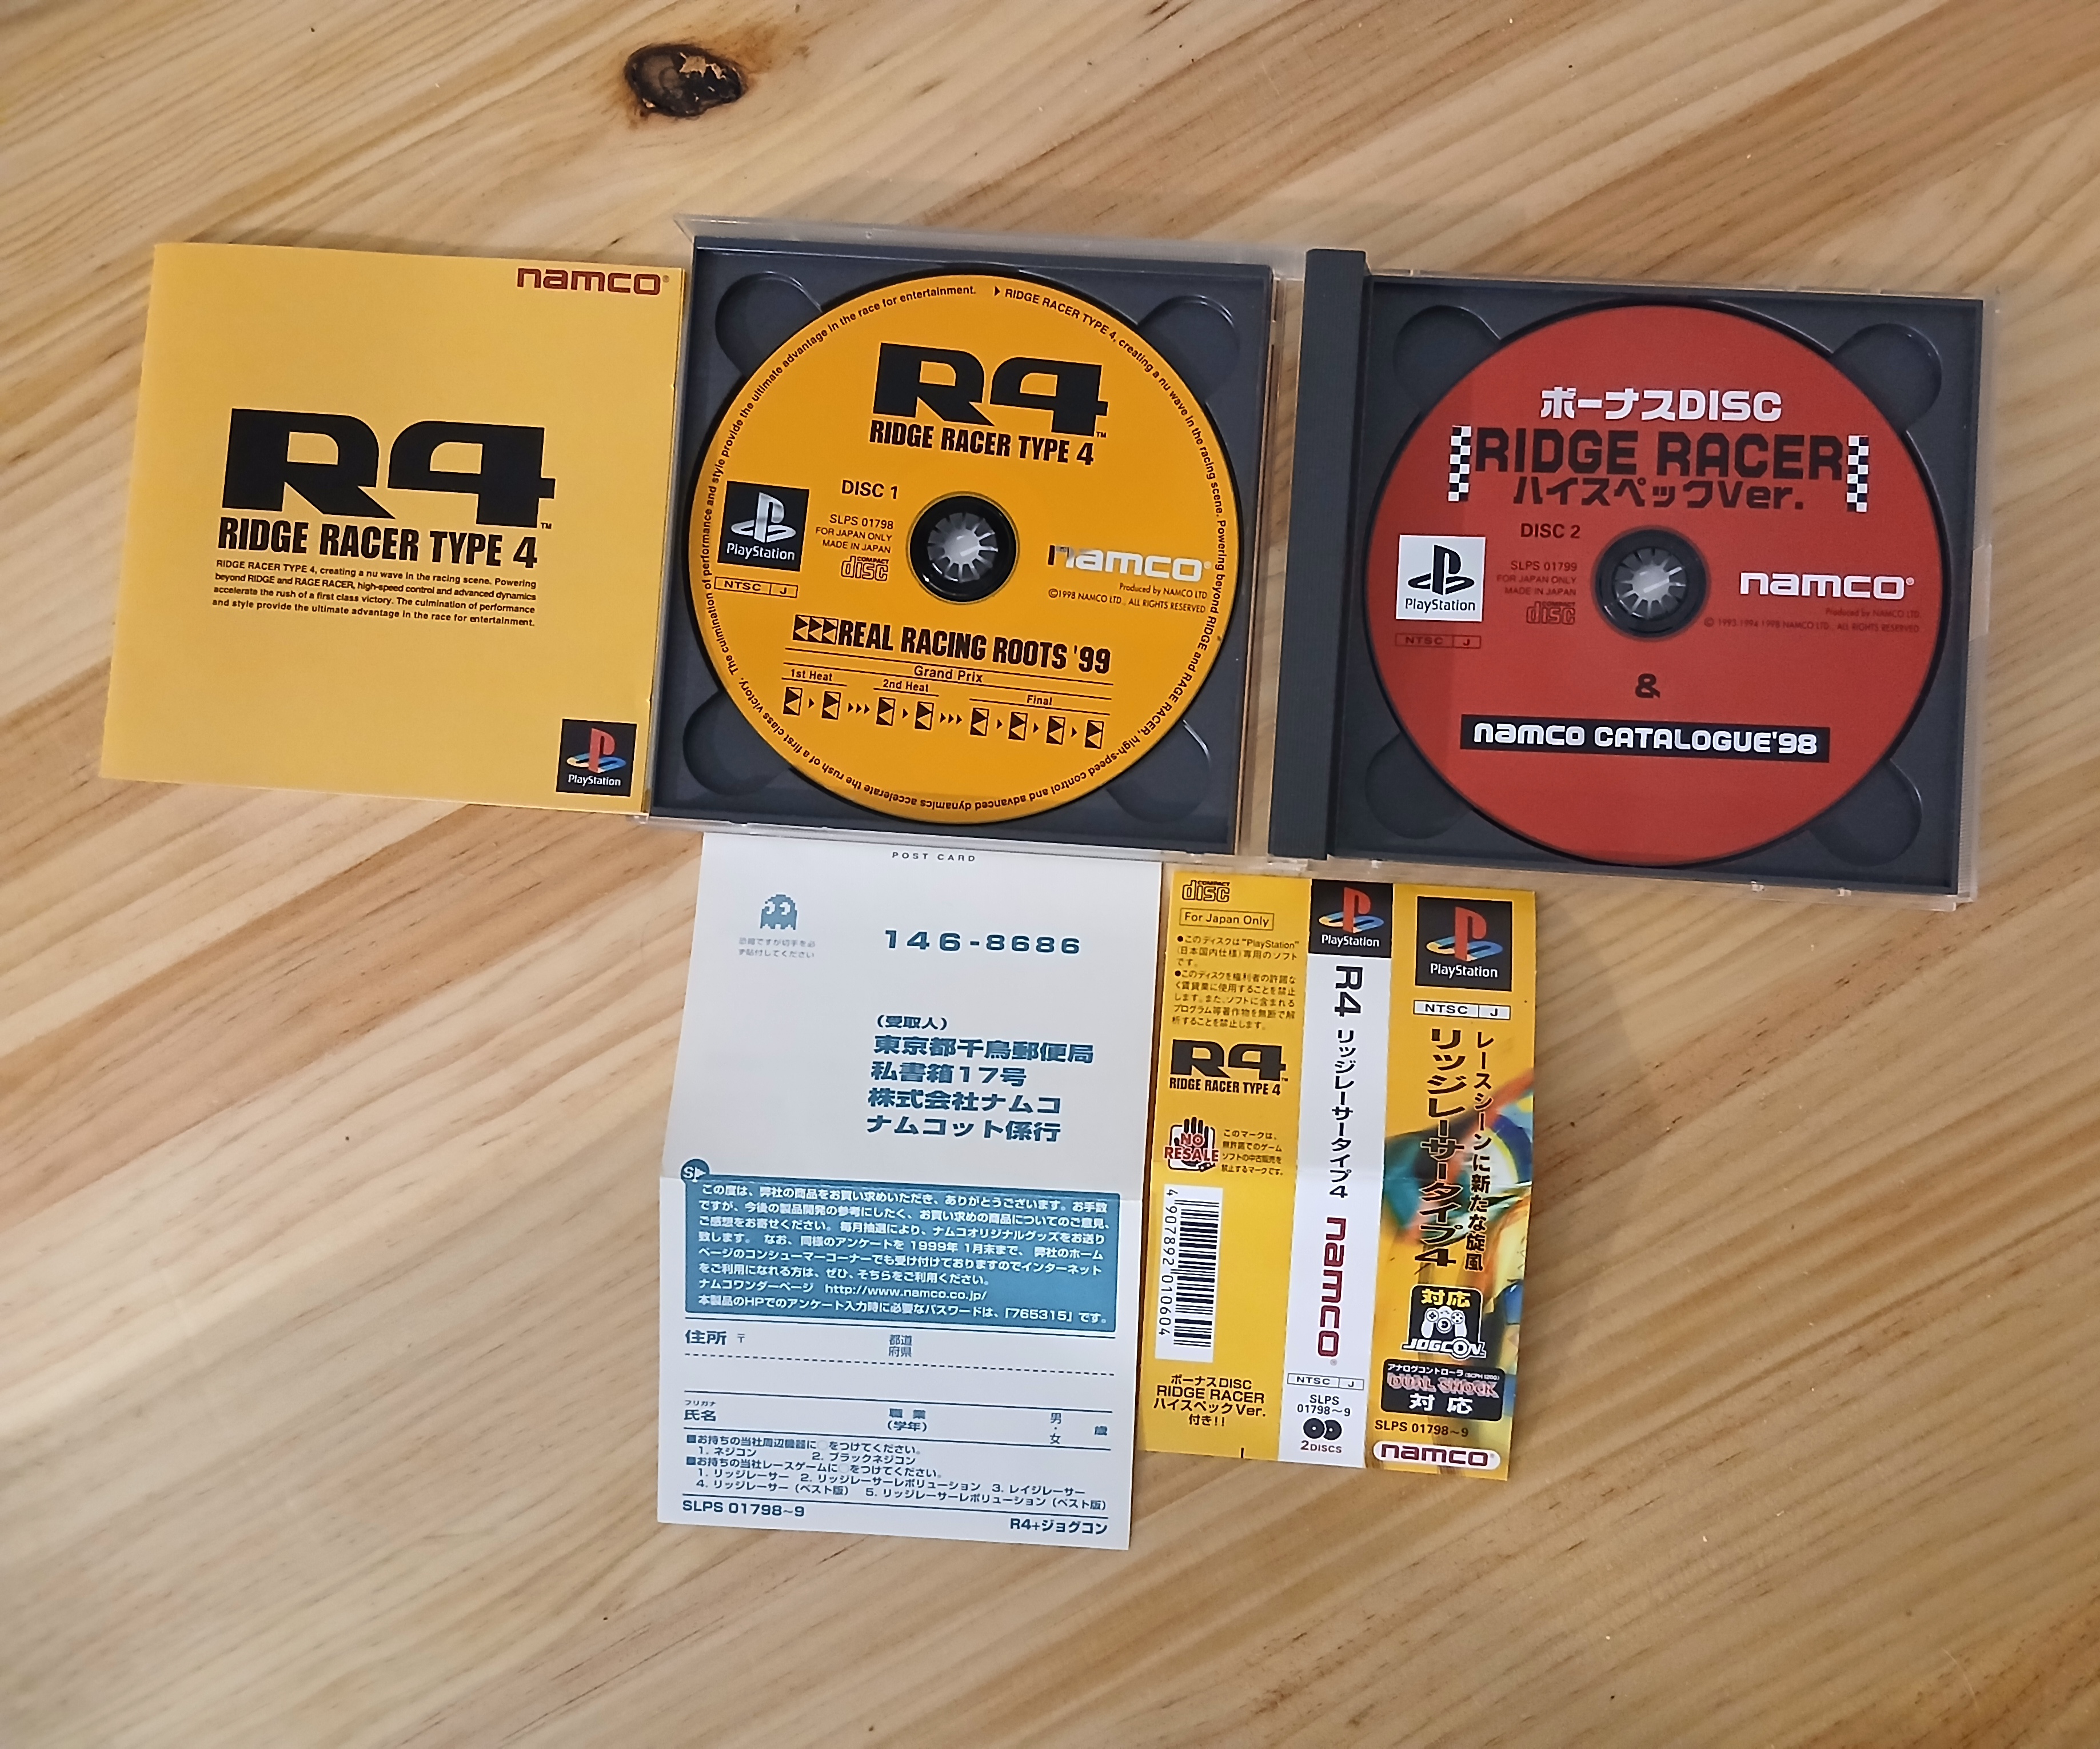 namco
R4
RIDGE RACER TYPE 4
RIDGE RACER TYPE 4, creating a nu wave in the racing scene. Powering
beyond RIDGE and RAGE RACER, high-speed control and advanced dynamics
accelerate the rush of a first class victory. The culmination of performance
and style provide the ultimate advantage in the race for entertainment.
PlayStation
RIDGE RACER TYPE 4, creating a nu wave in the racing scene. Powering beyond RIDGE and RAGE RACER, high-speed control and advanced dynamics accelerate the rush of a first class victory. The culmination of performance and style provide the ultimate advantage in the race for entertainment.
R4™
RIDGE RACER TYPE 4
DISC 1
PlayStation
SLPS 01798
FOR JAPAN ONLY
MADE IN JAPAN
COMPACT disc
NTSC J
namco
Produced by NAMCO LTD
©1998 NAMCO LTD., ALL RIGHTS RESERVED
REAL RACING ROOTS '99
Grand Prix
1st Heat
2nd Heat
Final
ボーナスDISC
RIDGE RACER
ハイスペックVer.
DISC 2
PlayStation
SLPS 01799
FOR JAPAN ONLY
MADE IN JAPAN
COMPACT disc
NTSC J
namco
Produced by NAMCO LTD.
© 1993 1994 1998 NAMCO LTD., ALL RIGHTS RESERVED
&
namco CATALOGUE'98
POST CARD
恐縮ですが切手を必
ず貼付してください
146-8686
(受取人)
東京都千鳥郵便局
私書箱17号
株式会社ナムコ
ナムコット係行
この度は、弊社の商品をお買い求めいただき、ありがとうございます。お手数
ですが、今後の製品開発の参考にしたく、お買い求めの商品についてのご意見、
ご感想をお寄せください。毎月抽選により、ナムコオリジナルグッズをお送り
致します。 なお、同様のアンケートを 1999年 1月末まで、弊社のホーム
ページのコンシューマーコーナーでも受け付けておりますのでインターネット
をご利用になれる方は、ぜひ、そちらをご利用ください。
ナムコワンダーページ http://www.namco.co.jp/
本製品のHPでのアンケート入力時に必要なパスワードは、「765315」です。
住所 〒
都道
府県
フリガナ
氏名
職業
(学年)
男・女
歳
■お持ちの当社周辺機器に○をつけてください。
1. ネジコン 2. ブラックネジコン
■お持ちの当社レースゲームに○をつけてください。
1. リッジレーサー 2. リッジレーサーレボリューション 3. レイジレーサー
4. リッジレーサー (ベスト版) 5. リッジレーサーレボリューション (ベスト版)
SLPS 01798~9
R4+ジョグコン
COMPACT disc
For Japan Only
●このディスクは"PlayStation"
(日本国内仕様)専用のソフト
です。
●このディスクを権利者の許諾な
く賃貸業に使用することを禁止
します。また、ソフトに含まれる
プログラム等著作物を無断で解
析することを禁止します。
R4™
RIDGE RACER TYPE 4
NO RESALE
このマークは、
無許諾でのゲーム
ソフトの中古販売を
禁止するマークです。
4 907892 010604
ボーナスDISC
RIDGE RACER
ハイスペックVer.
付き!!
PlayStation
R4 リッジレーサータイプ4
namco
NTSC J
SLPS
01798~9
2DISCS
PlayStation
NTSC J
レースシーンに新たな旋風
リッジレーサータイプ4
対応
JOGCON
アナログコントローラ(SCPH 1200)
DUAL SHOCK
対応
SLPS 01798~9
namco